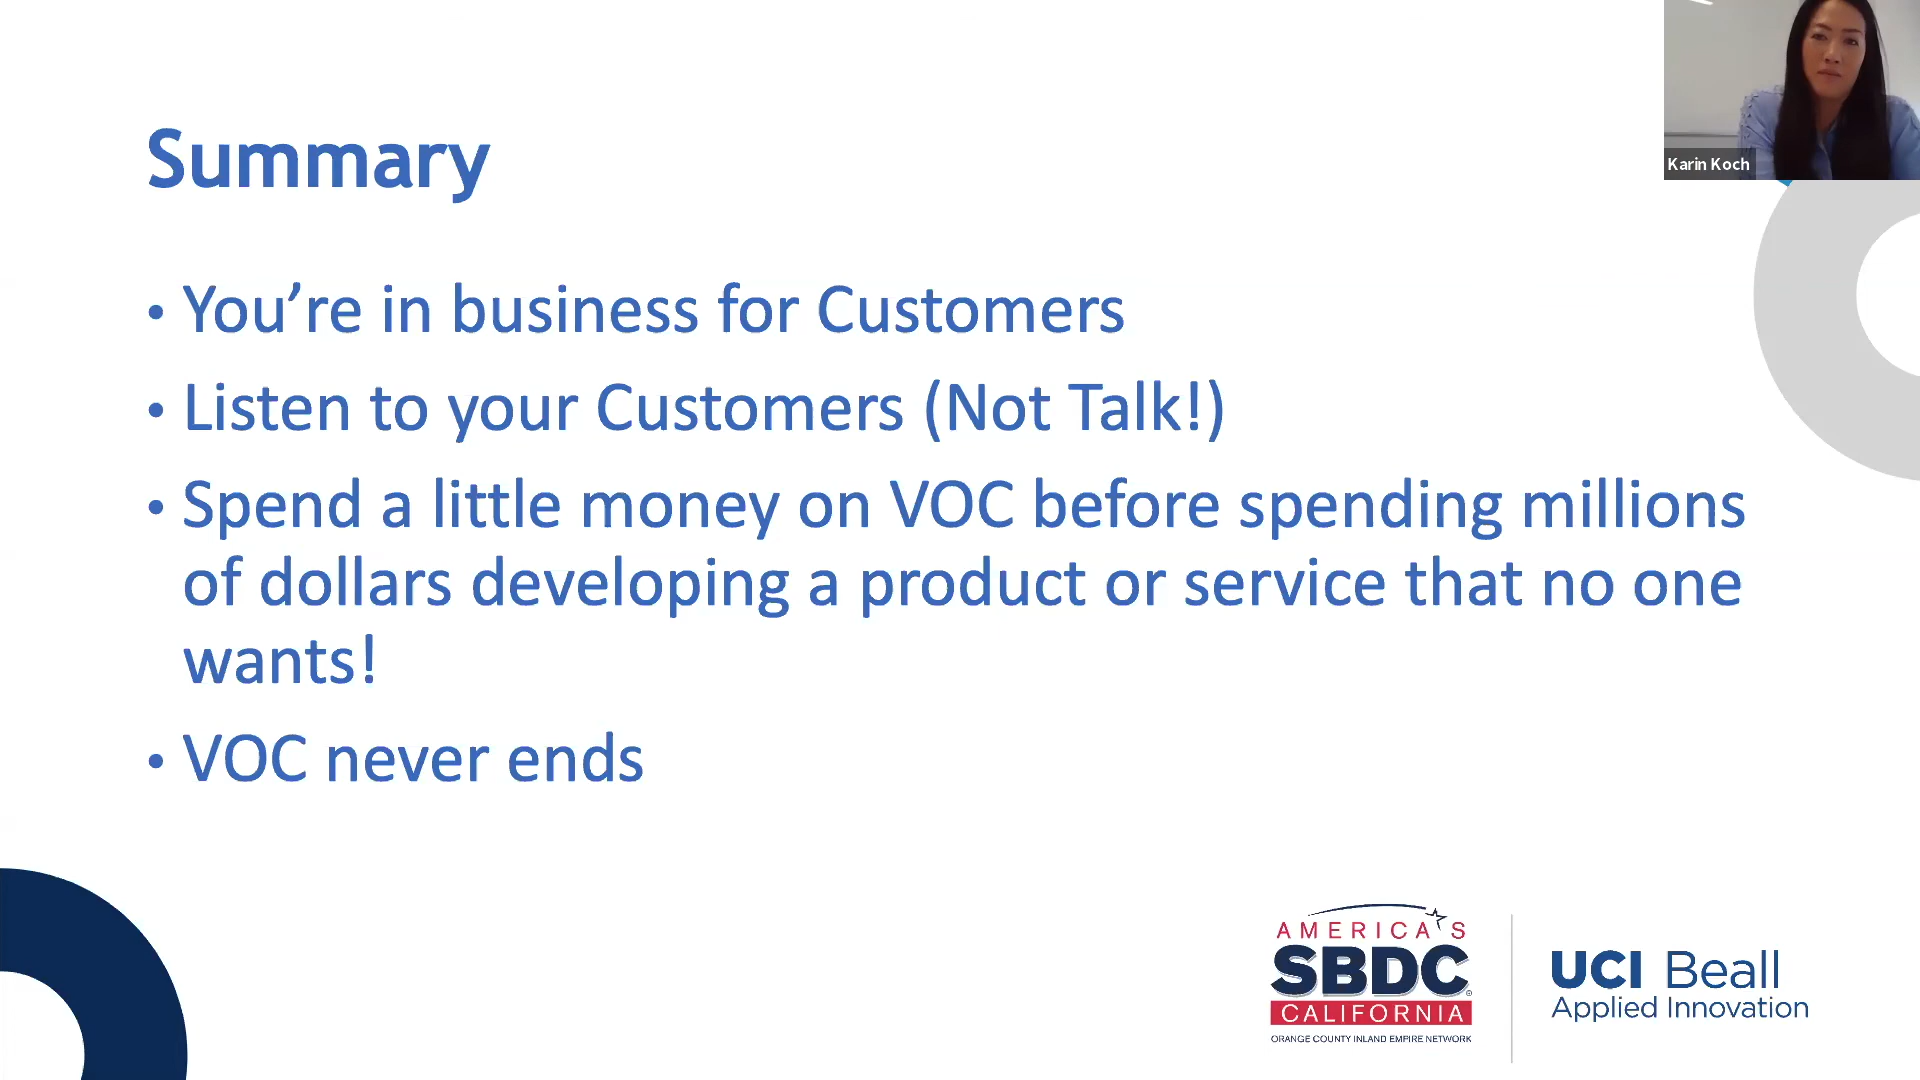 Karin Koch
Summary
• You’re in business for Customers
• Listen to your Customers (Not Talk!)
• Spend a little money on VOC before spending millions
of dollars developing a product or service that no one
wants!
• VOC never ends
AMERICA'S
SBDC®
CALIFORNIA
ORANGE COUNTY INLAND EMPIRE NETWORK
UCI Beall
Applied Innovation